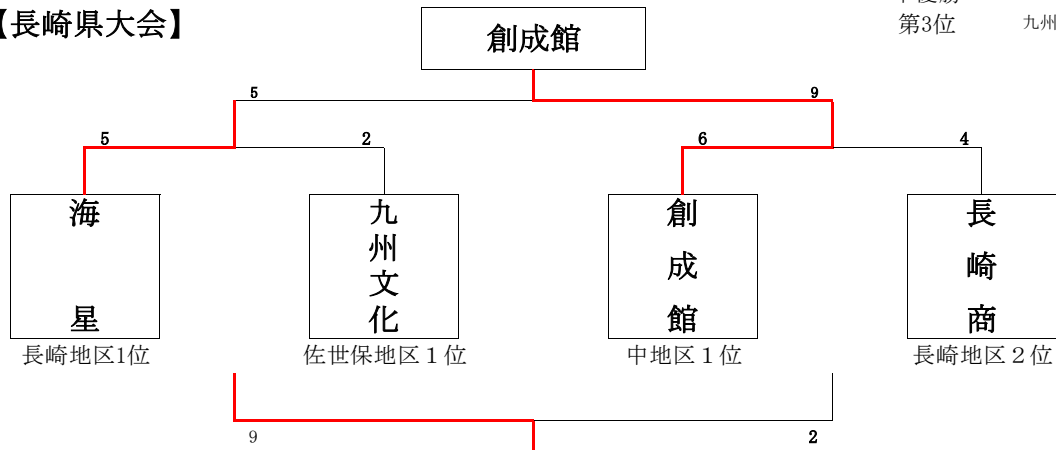 【長崎県大会】
第3位 九州
創成館
5 9
5 2 6 4
海星
九州文化
創成館
長崎商
長崎地区1位
佐世保地区１位
中地区１位
長崎地区２位
9 2